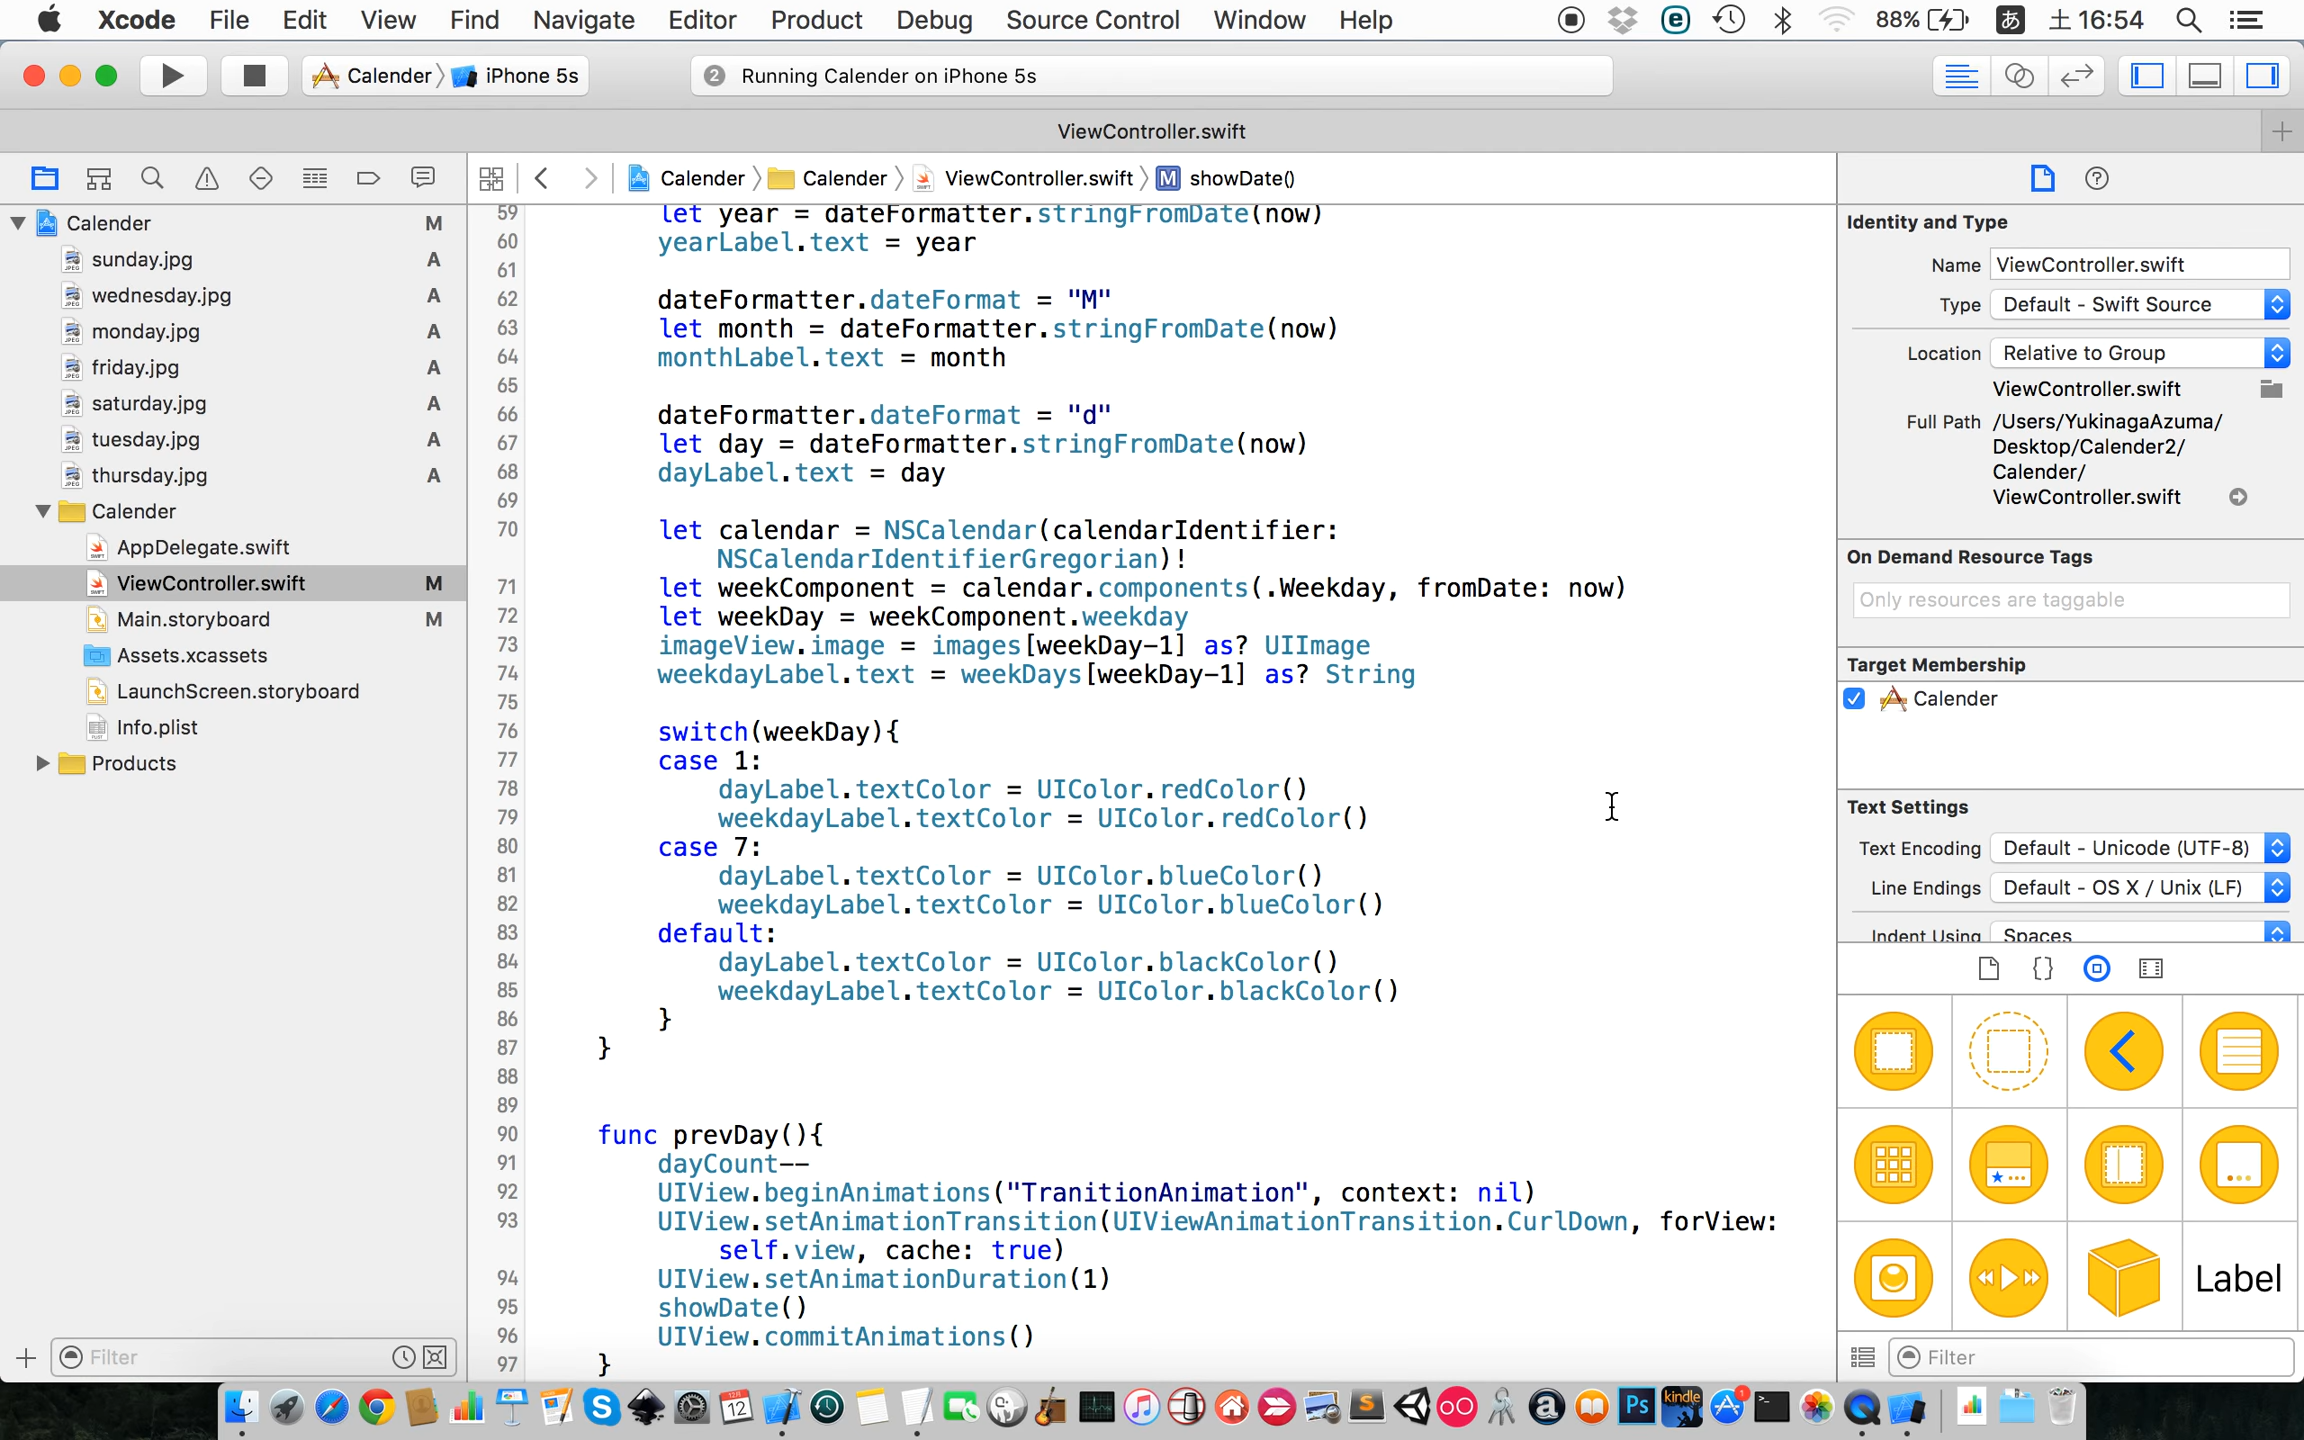 Xcode File Edit View Find Navigate Editor Product Debug Source Control Window Help 88% あ 土 16:54
Calender iPhone 5s 2 Running Calender on iPhone 5s
ViewController.swift
Calender Calender ViewController.swift M showDate()
Calender M
sunday.jpg A
wednesday.jpg A
monday.jpg A
friday.jpg A
saturday.jpg A
tuesday.jpg A
thursday.jpg A
Calender
AppDelegate.swift
ViewController.swift M
Main.storyboard M
Assets.xcassets
LaunchScreen.storyboard
Info.plist
Products
Filter
59 let year = dateFormatter.stringFromDate(now)
60 yearLabel.text = year
61
62 dateFormatter.dateFormat = "M"
63 let month = dateFormatter.stringFromDate(now)
64 monthLabel.text = month
65
66 dateFormatter.dateFormat = "d"
67 let day = dateFormatter.stringFromDate(now)
68 dayLabel.text = day
69
70 let calendar = NSCalendar(calendarIdentifier:
NSCalendarIdentifierGregorian)!
71 let weekComponent = calendar.components(.Weekday, fromDate: now)
72 let weekDay = weekComponent.weekday
73 imageView.image = images[weekDay-1] as? UIImage
74 weekdayLabel.text = weekDays[weekDay-1] as? String
75
76 switch(weekDay){
77 case 1:
78 dayLabel.textColor = UIColor.redColor()
79 weekdayLabel.textColor = UIColor.redColor()
80 case 7:
81 dayLabel.textColor = UIColor.blueColor()
82 weekdayLabel.textColor = UIColor.blueColor()
83 default:
84 dayLabel.textColor = UIColor.blackColor()
85 weekdayLabel.textColor = UIColor.blackColor()
86 }
87 }
88
89
90 func prevDay(){
91 dayCount--
92 UIView.beginAnimations("TranitionAnimation", context: nil)
93 UIView.setAnimationTransition(UIViewAnimationTransition.CurlDown, forView:
self.view, cache: true)
94 UIView.setAnimationDuration(1)
95 showDate()
96 UIView.commitAnimations()
97 }
Identity and Type
Name ViewController.swift
Type Default - Swift Source
Location Relative to Group
ViewController.swift
Full Path /Users/YukinagaAzuma/
Desktop/Calender2/
Calender/
ViewController.swift
On Demand Resource Tags
Only resources are taggable
Target Membership
Calender
Text Settings
Text Encoding Default - Unicode (UTF-8)
Line Endings Default - OS X / Unix (LF)
Indent Using Spaces
{}
Label
Filter
12
kindle
Ps
1